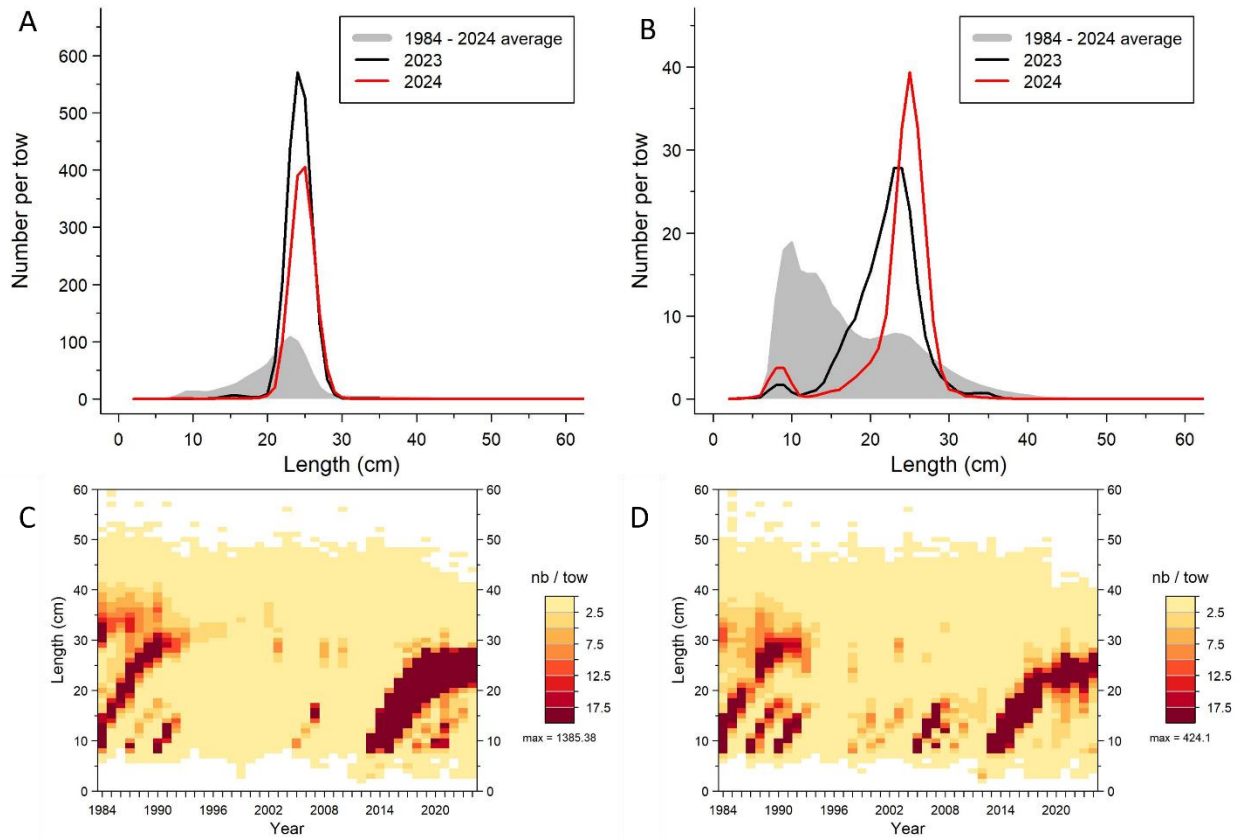 A
1984 - 2024 average
2023
2024
600
500
400
300
200
100
0
Number per tow
0 10 20 30 40 50 60
Length (cm)
B
1984 - 2024 average
2023
2024
40
30
20
10
0
Number per tow
0 10 20 30 40 50 60
Length (cm)
C
60
50
40
30
20
10
0
Length (cm)
60
50
40
30
20
10
0
1984 1990 1996 2002 2008 2014 2020
Year
nb / tow
2.5
7.5
12.5
17.5
max = 1385.38
D
60
50
40
30
20
10
0
Length (cm)
60
50
40
30
20
10
0
1984 1990 1996 2002 2008 2014 2020
Year
nb / tow
2.5
7.5
12.5
17.5
max = 424.1